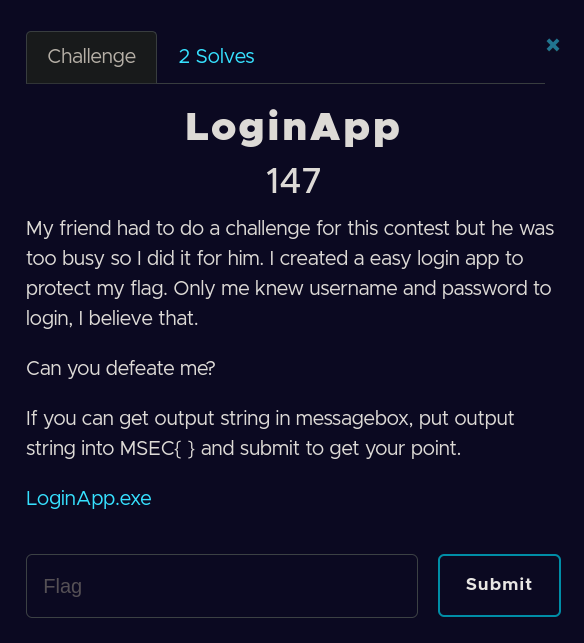 Challenge
2 Solves
×
LoginApp
147
My friend had to do a challenge for this contest but he was
too busy so I did it for him. I created a easy login app to
protect my flag. Only me knew username and password to
login, I believe that.
Can you defeate me?
If you can get output string in messagebox, put output
string into MSEC{ } and submit to get your point.
LoginApp.exe
Flag
Submit